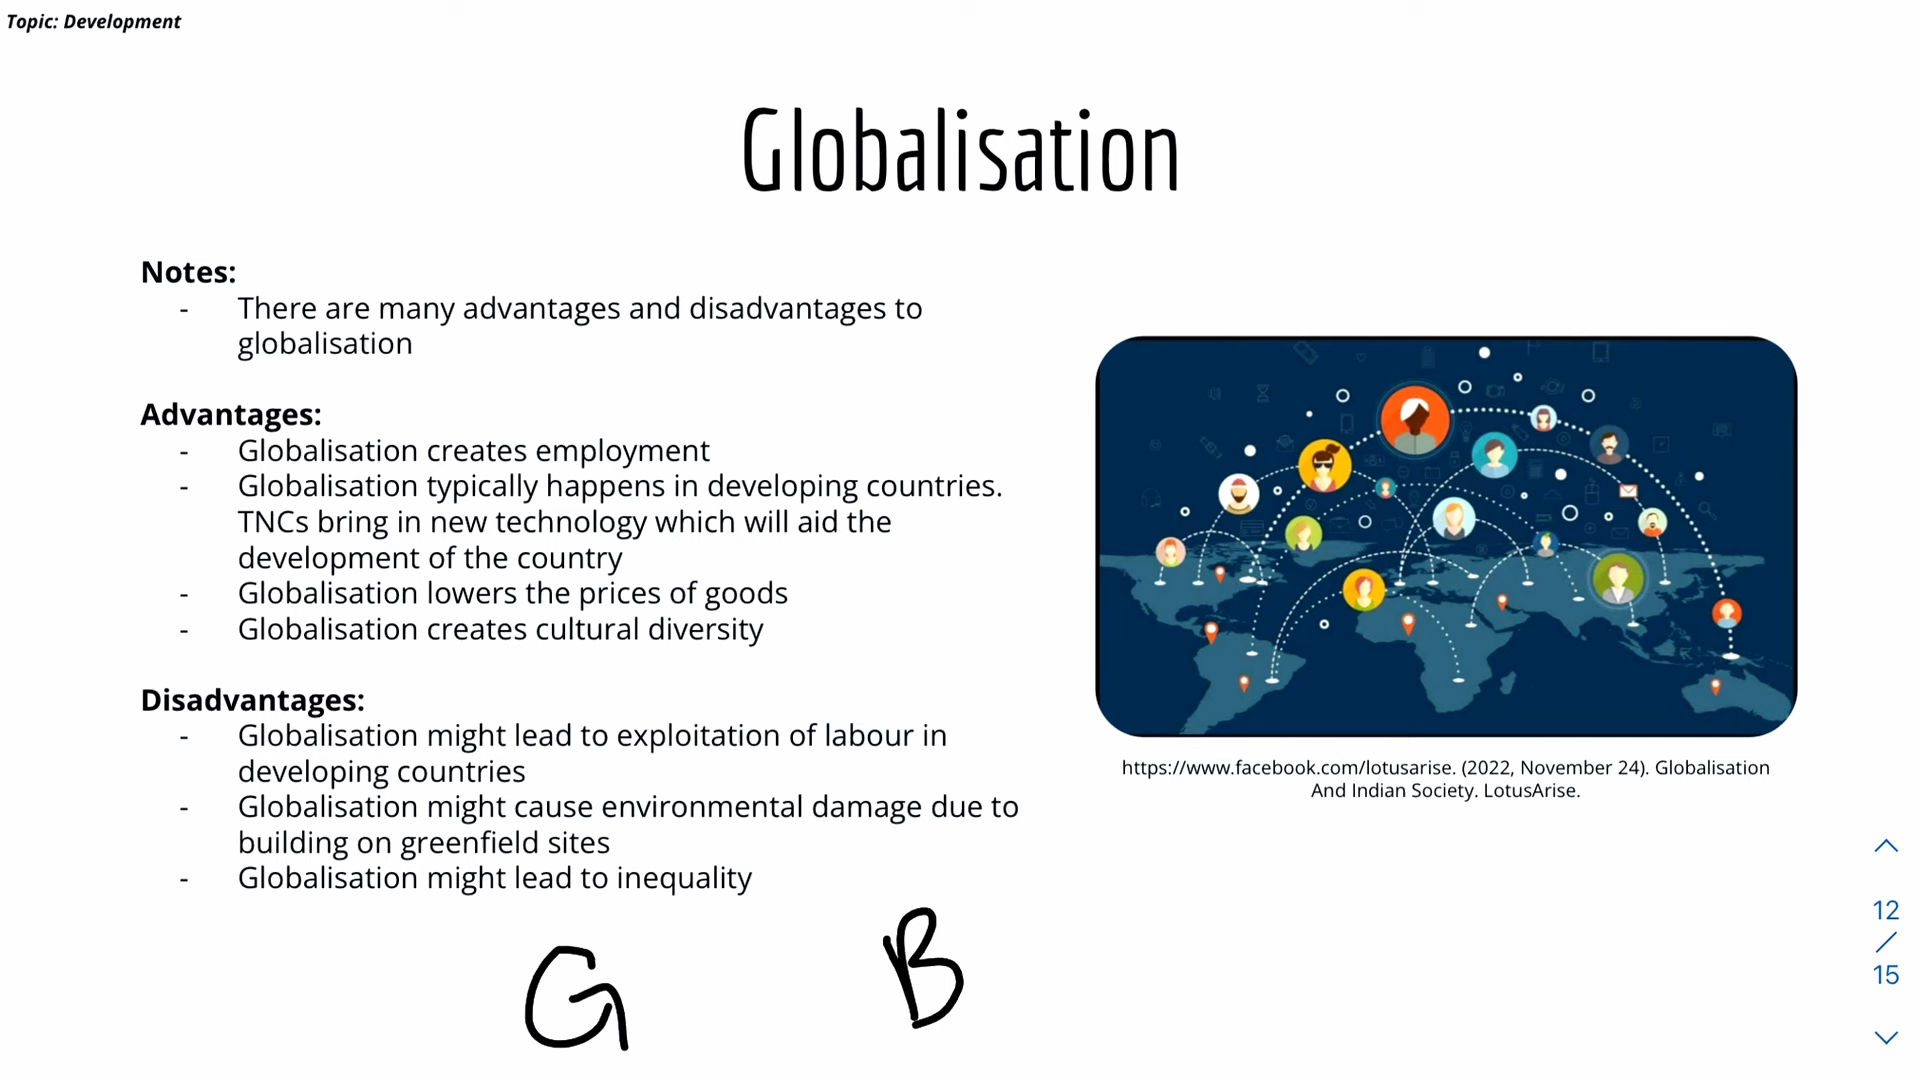 Topic: Development
Globalisation
Notes:
- There are many advantages and disadvantages to
globalisation
Advantages:
- Globalisation creates employment
- Globalisation typically happens in developing countries.
TNCs bring in new technology which will aid the
development of the country
- Globalisation lowers the prices of goods
- Globalisation creates cultural diversity
Disadvantages:
- Globalisation might lead to exploitation of labour in
developing countries
- Globalisation might cause environmental damage due to
building on greenfield sites
- Globalisation might lead to inequality
G B
https://www.facebook.com/lotusarise. (2022, November 24). Globalisation
And Indian Society. LotusArise.
12
/
15